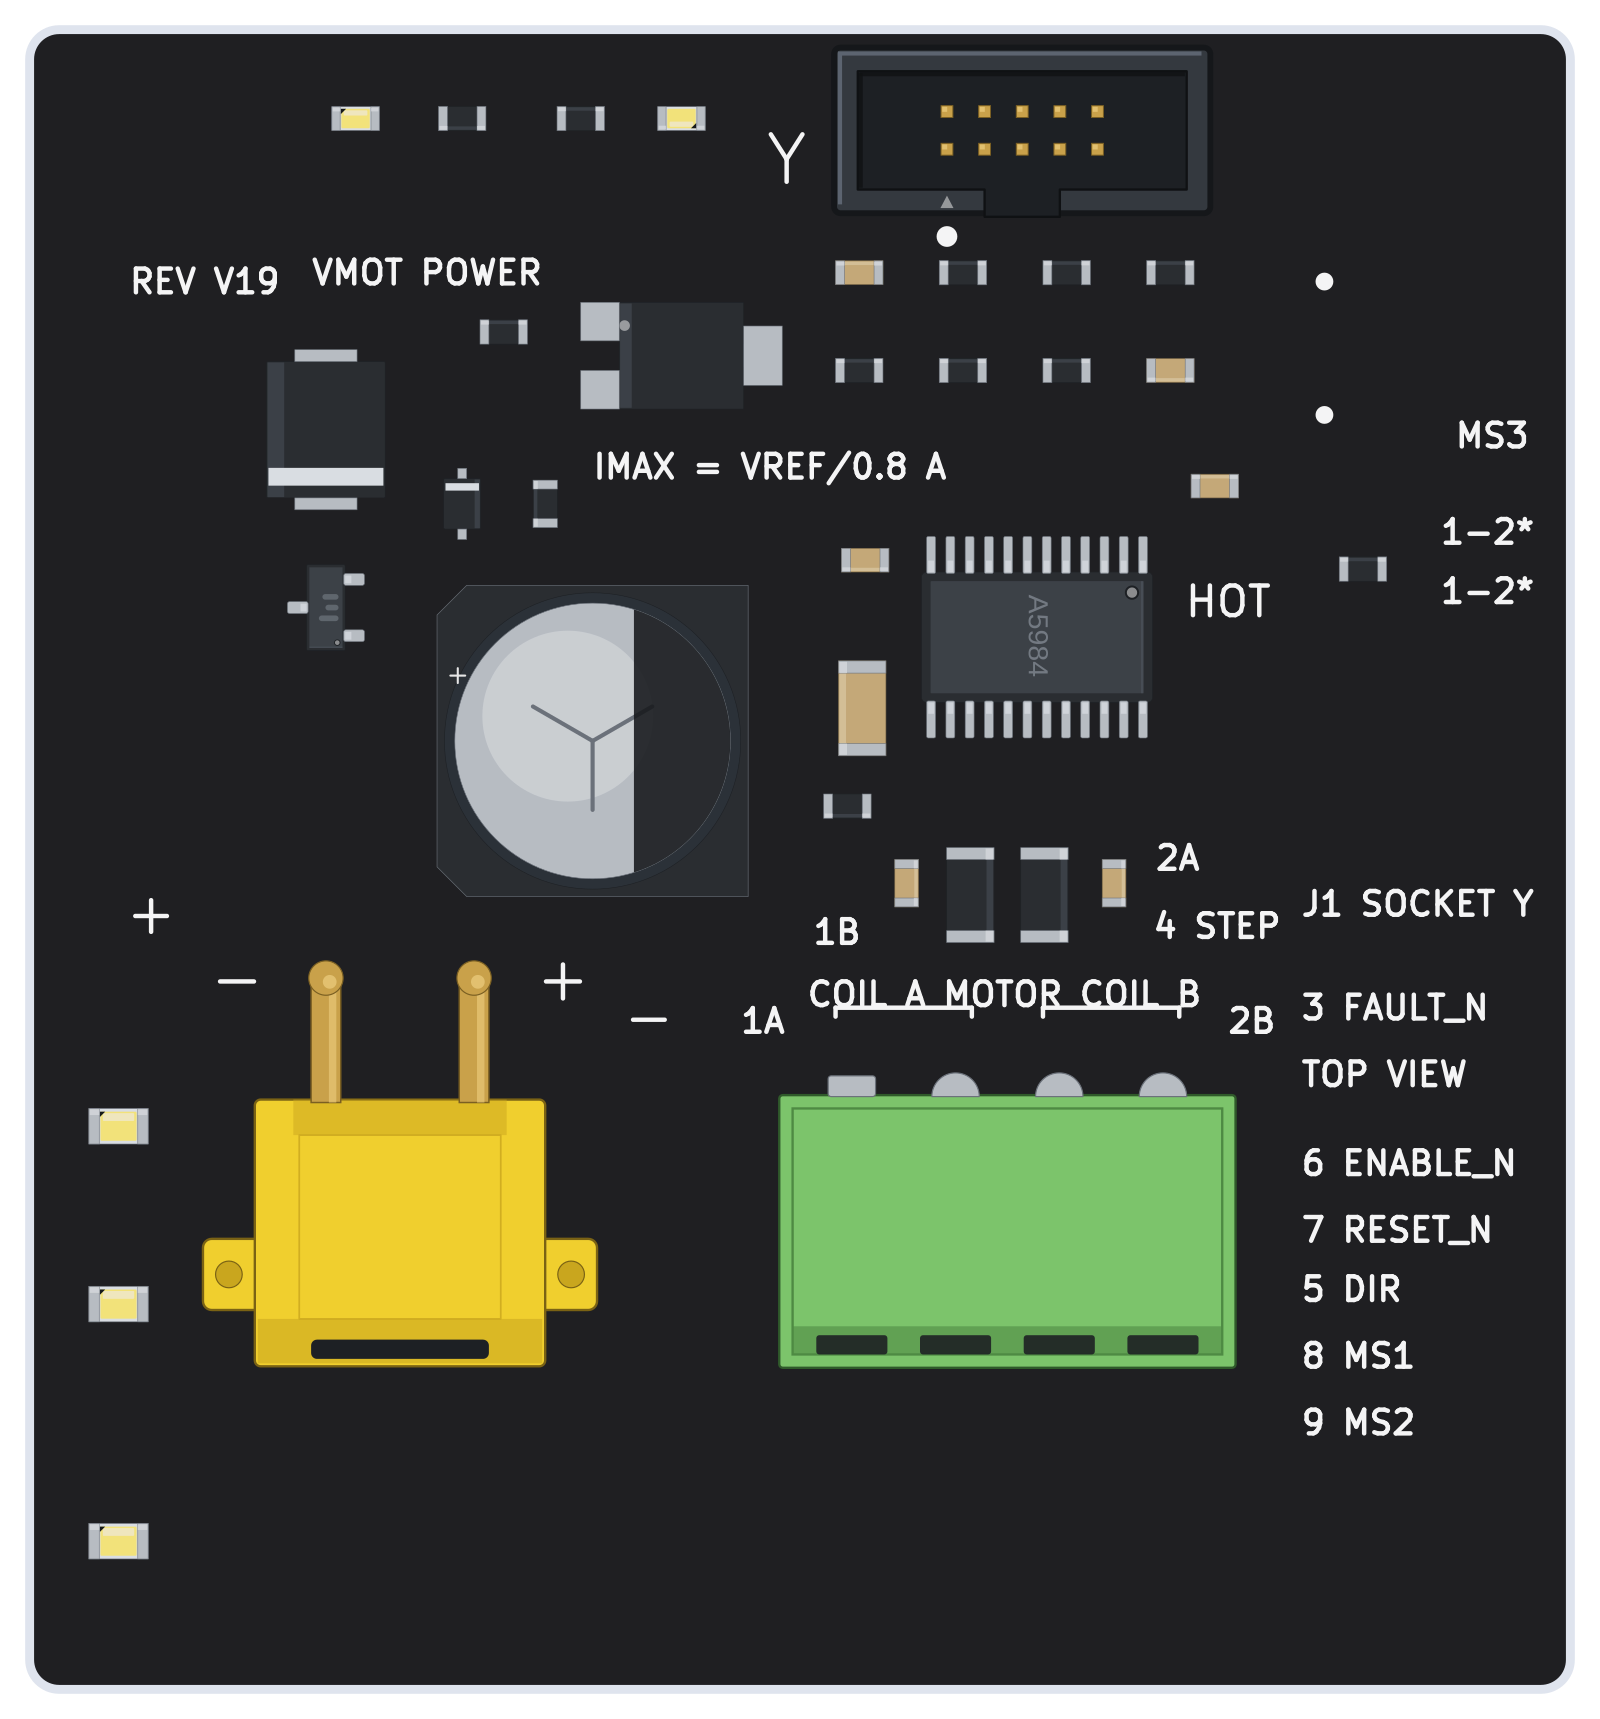 Y
REV V19
VMOT POWER
IMAX = VREF/0.8 A
MS3
1-2*
1-2*
A5984
HOT
+
2A
1B
4 STEP
J1 SOCKET Y
+
-
+
-
COIL A MOTOR COIL B
1A
2B
3 FAULT_N
TOP VIEW
6 ENABLE_N
7 RESET_N
5 DIR
8 MS1
9 MS2